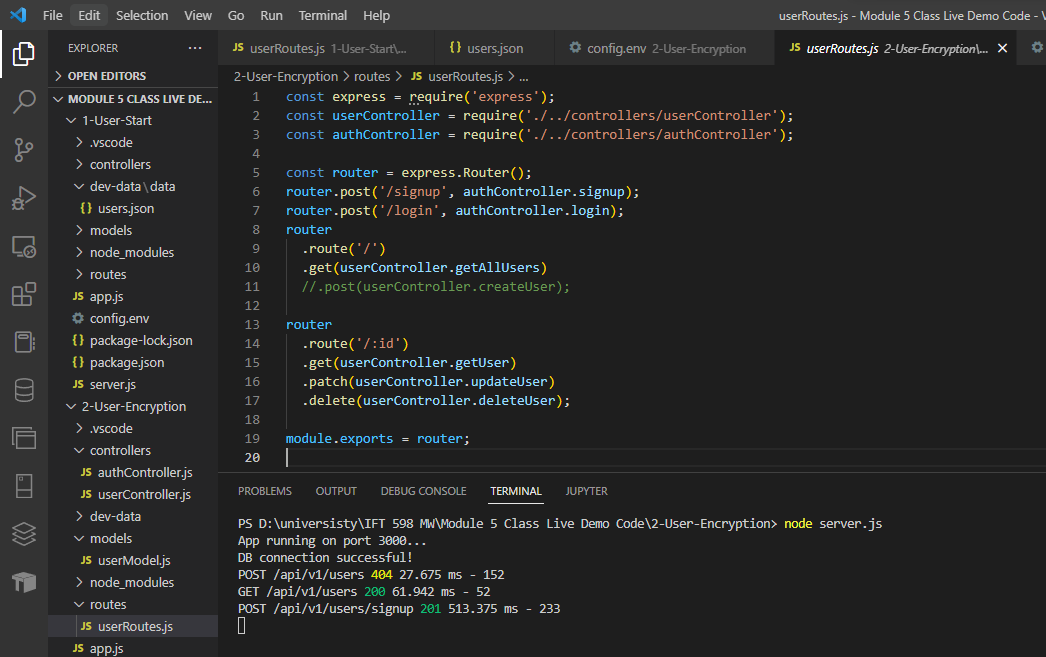 File Edit Selection View Go Run Terminal Help userRoutes.js - Module 5 Class Live Demo Code - V
EXPLORER ...
JS userRoutes.js 1-User-Start\... {} users.json config.env 2-User-Encryption JS userRoutes.js 2-User-Encryption\...
OPEN EDITORS
MODULE 5 CLASS LIVE DE...
1-User-Start
.vscode
controllers
dev-data\data
{} users.json
models
node_modules
routes
JS app.js
config.env
{} package-lock.json
{} package.json
JS server.js
2-User-Encryption
.vscode
controllers
JS authController.js
JS userController.js
dev-data
models
JS userModel.js
node_modules
routes
JS userRoutes.js
JS app.js
2-User-Encryption > routes > JS userRoutes.js > ...
1 const express = require('express');
2 const userController = require('./../controllers/userController');
3 const authController = require('./../controllers/authController');
4
5 const router = express.Router();
6 router.post('/signup', authController.signup);
7 router.post('/login', authController.login);
8 router
9 .route('/')
10 .get(userController.getAllUsers)
11 //.post(userController.createUser);
12
13 router
14 .route('/:id')
15 .get(userController.getUser)
16 .patch(userController.updateUser)
17 .delete(userController.deleteUser);
18
19 module.exports = router;
20
PROBLEMS OUTPUT DEBUG CONSOLE TERMINAL JUPYTER
PS D:\universisty\IFT 598 MW\Module 5 Class Live Demo Code\2-User-Encryption> node server.js
App running on port 3000...
DB connection successful!
POST /api/v1/users 404 27.675 ms - 152
GET /api/v1/users 200 61.942 ms - 52
POST /api/v1/users/signup 201 513.375 ms - 233